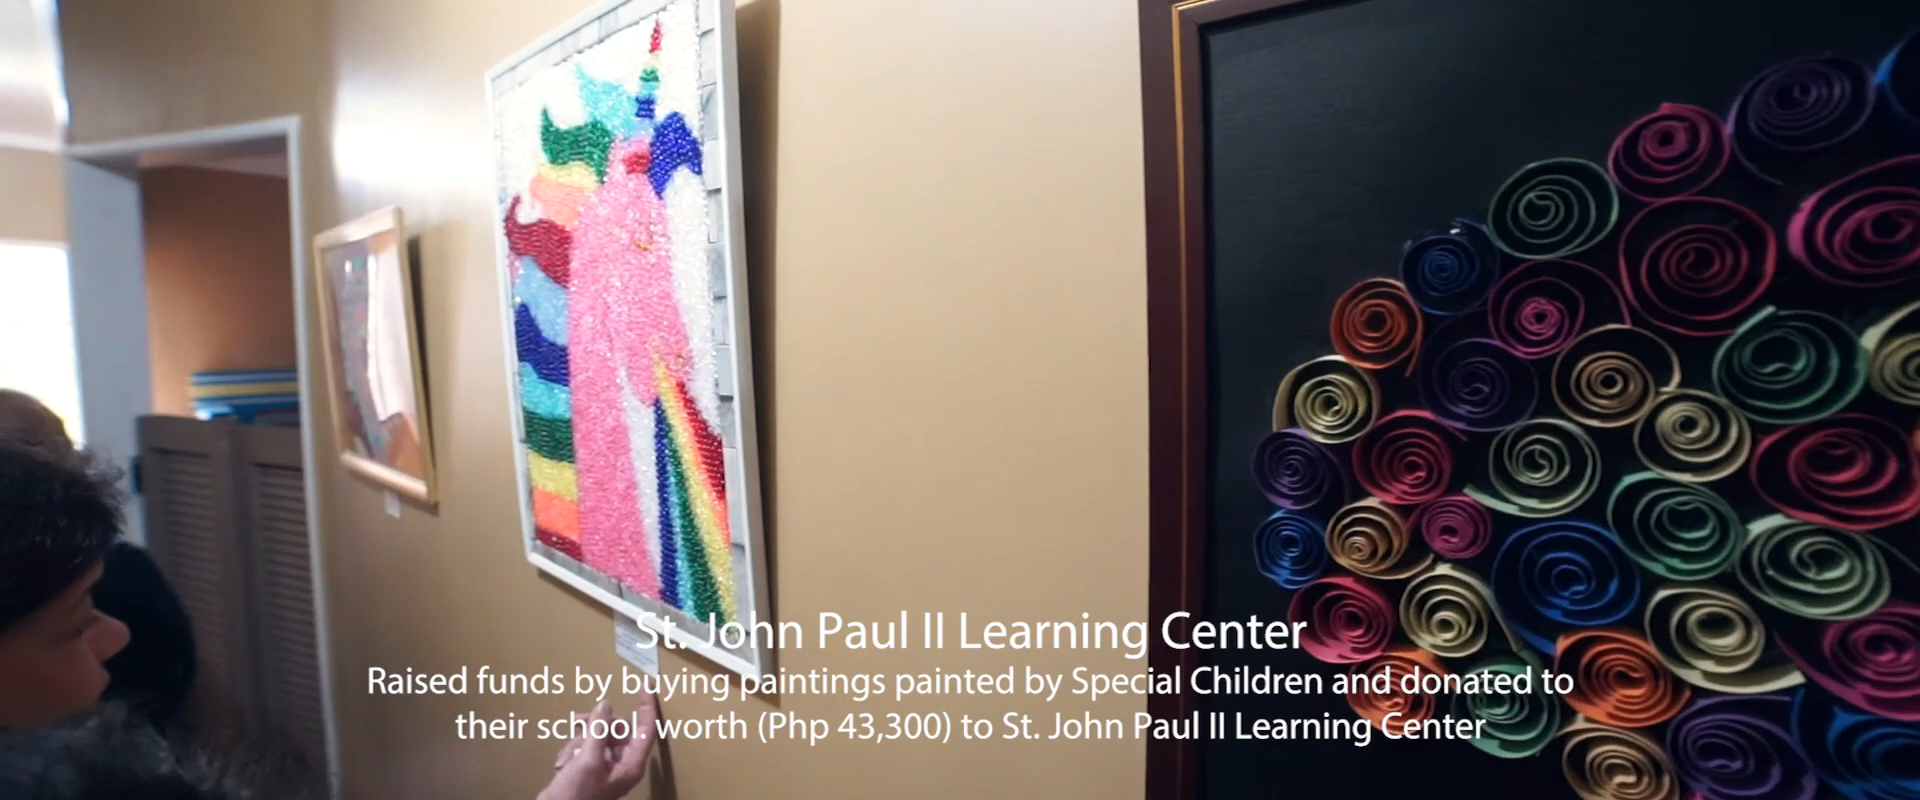 St. John Paul II Learning Center
Raised funds by buying paintings painted by Special Children and donated to
their school. worth (Php 43,300) to St. John Paul II Learning Center